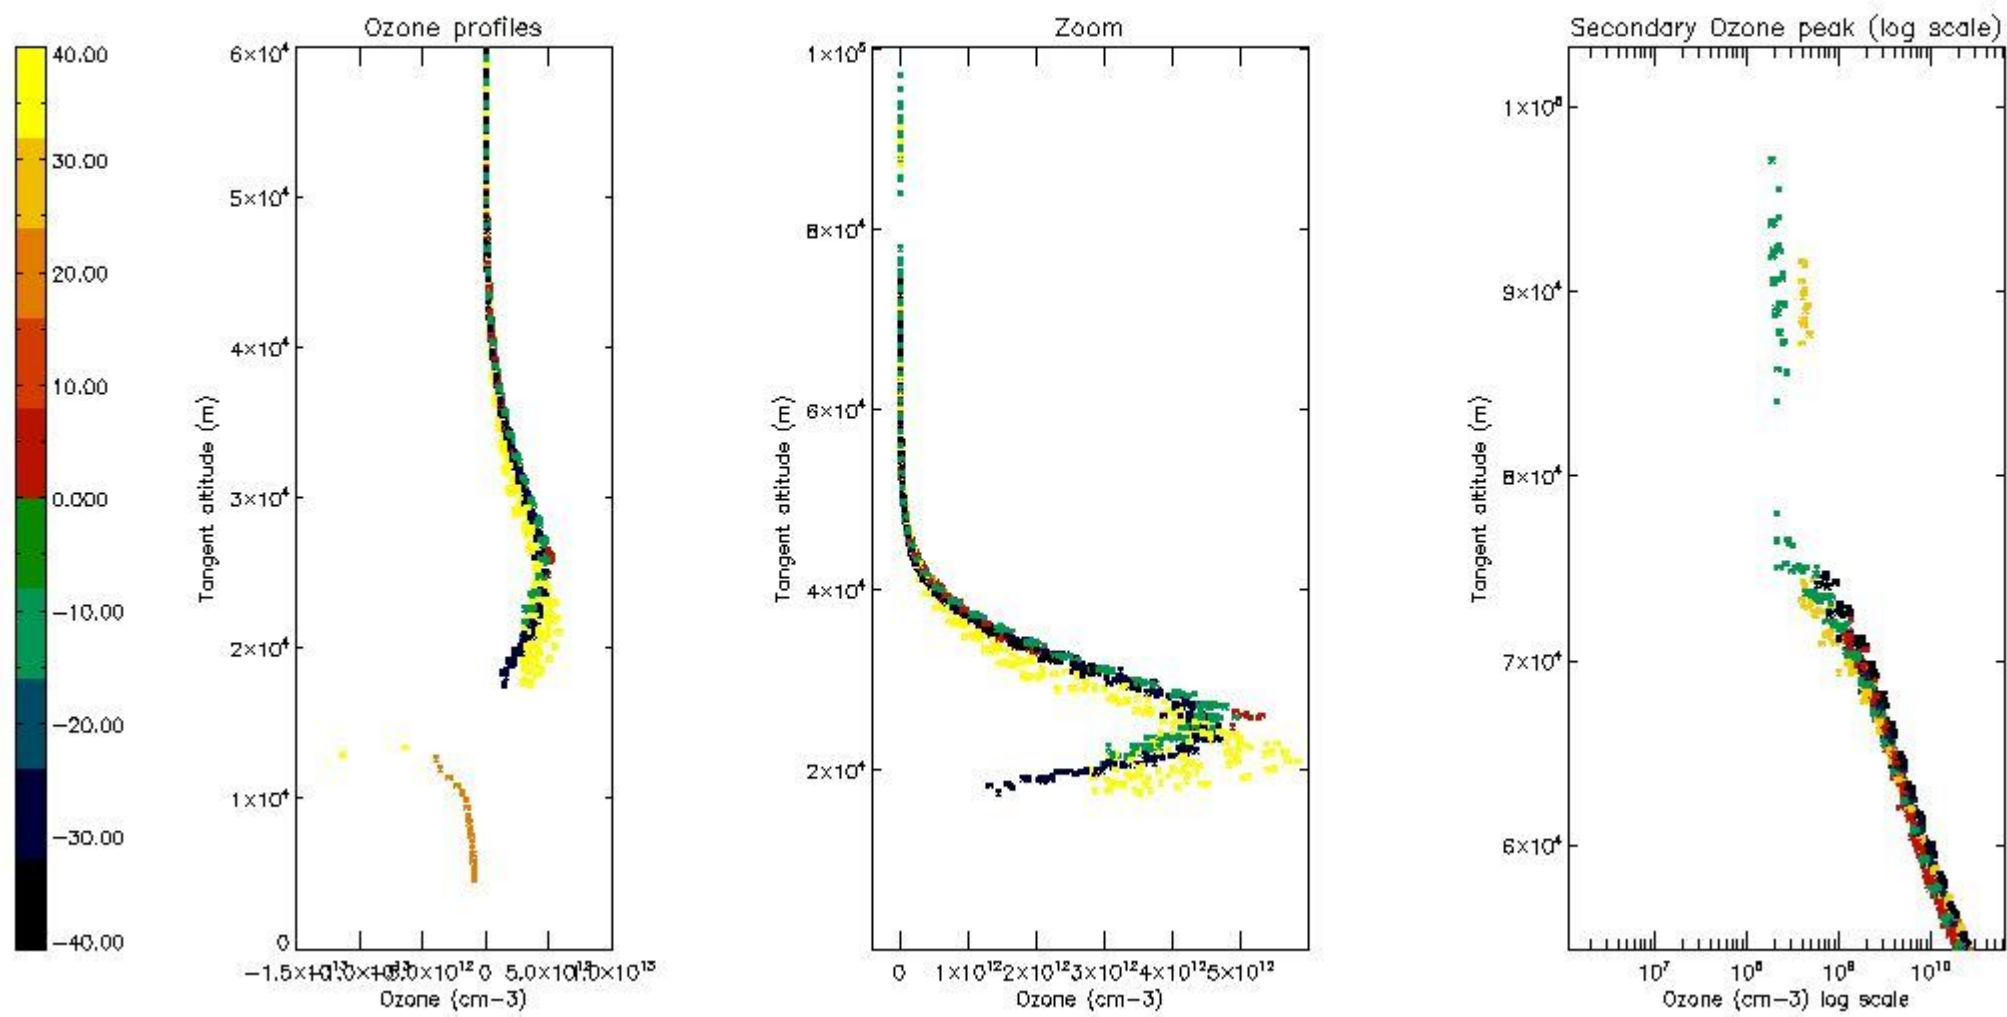 Ozone profiles
Zoom
Secondary Ozone peak (log scale)
40.00
30.00
20.00
10.00
0.000
-10.00
-20.00
-30.00
-40.00
6×10⁴
5×10⁴
4×10⁴
3×10⁴
2×10⁴
1×10⁴
0
Tangent altitude (m)
0
Ozone (cm-3)
1×10⁵
8×10⁴
6×10⁴
4×10⁴
2×10⁴
Tangent altitude (m)
0 1×10¹² 2×10¹² 3×10¹² 4×10¹² 5×10¹²
Ozone (cm-3)
9×10⁴
8×10⁴
7×10⁴
6×10⁴
Tangent altitude (m)
10⁷ 10⁸ 10⁹ 10¹⁰
Ozone (cm-3) log scale